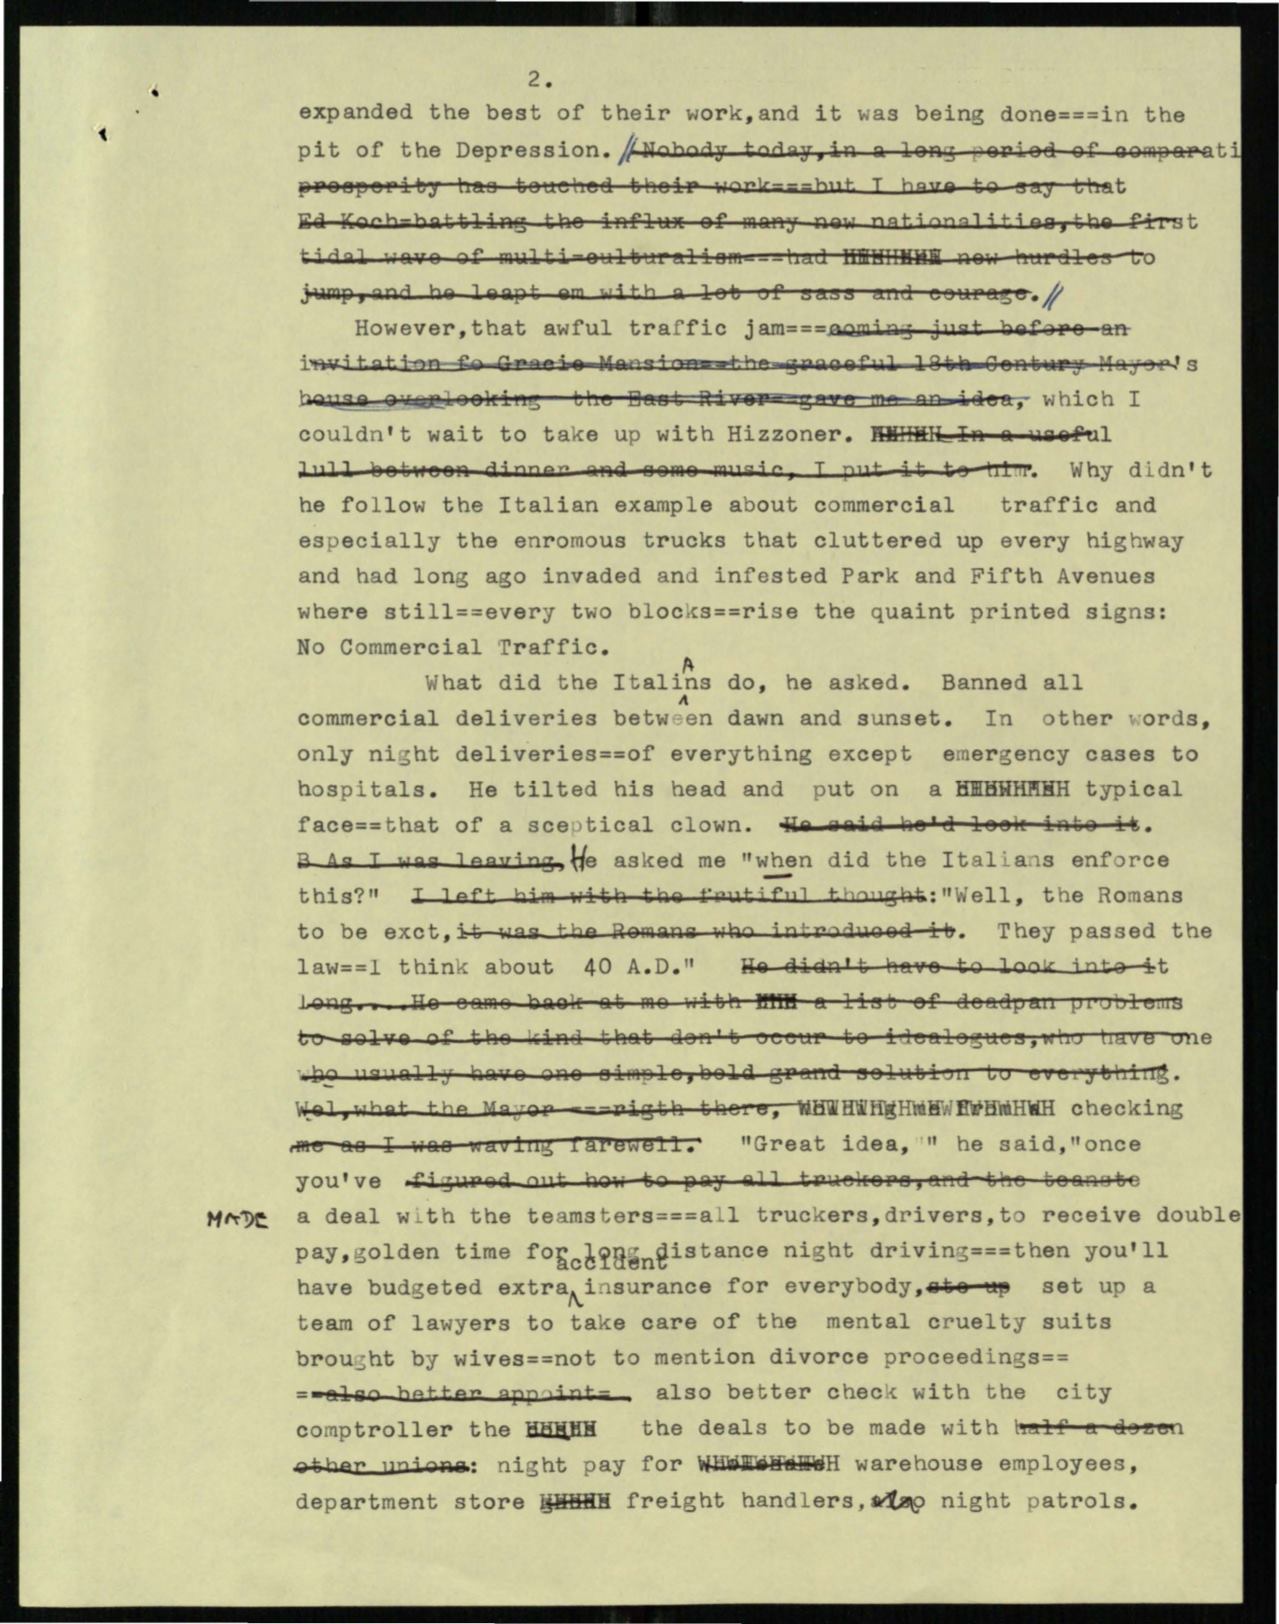 2.
expanded the best of their work,and it was being done===in the
pit of the Depression. // Nobody today,in a long period of comparati
prosperity has touched their work===but I have to say that
Ed Koch=battling the influx of many new nationalities,the first
tidal wave of multi=culturalism===had new hurdles to
jump,and he leapt em with a lot of sass and courage.//
However,that awful traffic jam===coming just before an
invitation fo Gracie Mansion==the graceful 18th Century Mayor's
house overlooking the East River==gave me an idea, which I
couldn't wait to take up with Hizzoner. In a useful
lull between dinner and some music, I put it to him. Why didn't
he follow the Italian example about commercial traffic and
especially the enromous trucks that cluttered up every highway
and had long ago invaded and infested Park and Fifth Avenues
where still==every two blocks==rise the quaint printed signs:
No Commercial Traffic.
A
What did the Italins do, he asked. Banned all
commercial deliveries between dawn and sunset. In other words,
only night deliveries==of everything except emergency cases to
hospitals. He tilted his head and put on a typical
face==that of a sceptical clown. He said he'd look into it.
B As I was leaving, He asked me "when did the Italians enforce
this?" I left him with the frutiful thought:"Well, the Romans
to be exct,it was the Romans who introduced it. They passed the
law==I think about 40 A.D." He didn't have to look into it
long....He came back at me with a list of deadpan problems
to solve of the kind that don't occur to idealogues,who have one
who usually have one simple,bold grand solution to everything.
Wel,what the Mayor ===rigth there, checking
me as I was waving farewell. "Great idea, " he said,"once
you've figured out how to pay all truckers,and the teamste
MADE a deal with the teamsters===all truckers,drivers,to receive double
pay,golden time for long distance night driving===then you'll
accident
have budgeted extra insurance for everybody,ste up set up a
team of lawyers to take care of the mental cruelty suits
brought by wives==not to mention divorce proceedings==
==also better appoint= also better check with the city
comptroller the the deals to be made with half a dozen
other unions: night pay for warehouse employees,
department store freight handlers,also night patrols.